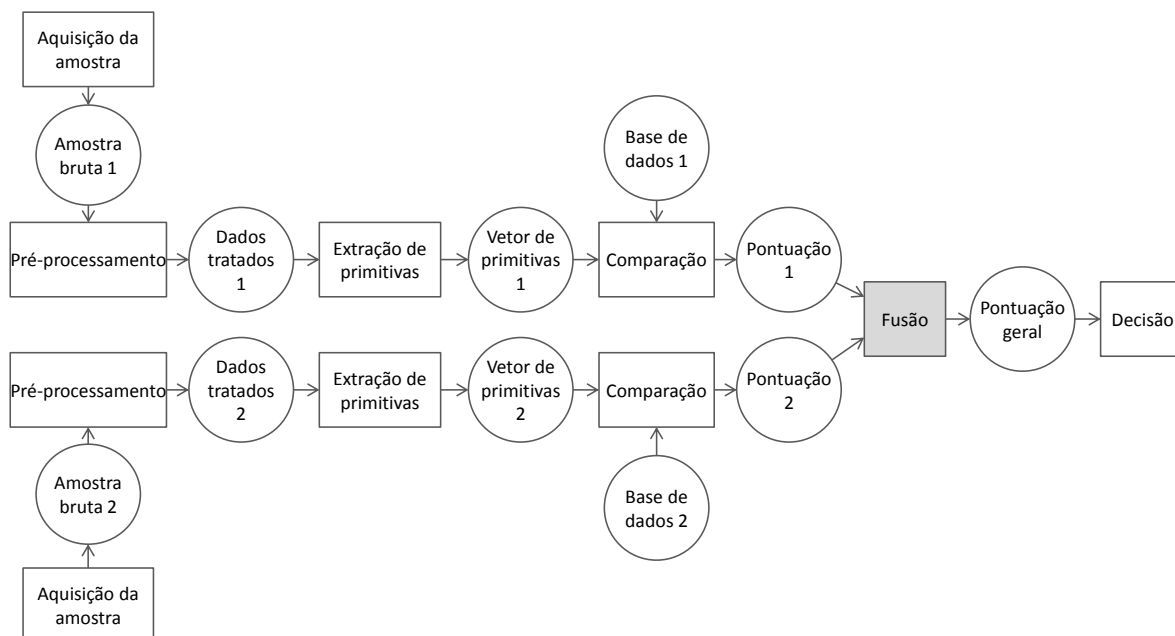 Aquisição da
amostra
Amostra
bruta 1
Base de
dados 1
Pré-processamento
Dados
tratados
1
Extração de
primitivas
Vetor de
primitivas
1
Comparação
Pontuação
1
Fusão
Pontuação
geral
Decisão
Pré-processamento
Dados
tratados
2
Extração de
primitivas
Vetor de
primitivas
2
Comparação
Pontuação
2
Amostra
bruta 2
Base de
dados 2
Aquisição da
amostra